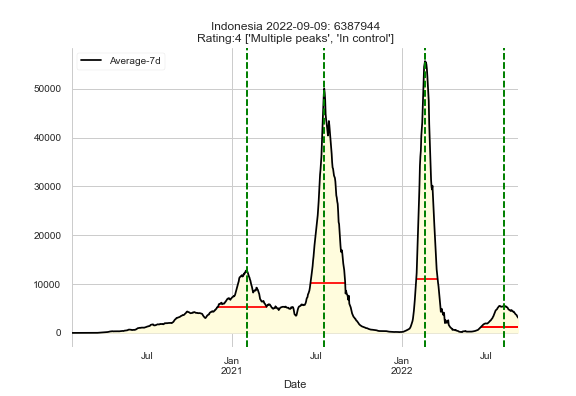 Indonesia 2022-09-09: 6387944
Rating:4 ['Multiple peaks', 'In control']
Average-7d
50000
40000
30000
20000
10000
0
Jul
Jan
2021
Jul
Jan
2022
Jul
Date